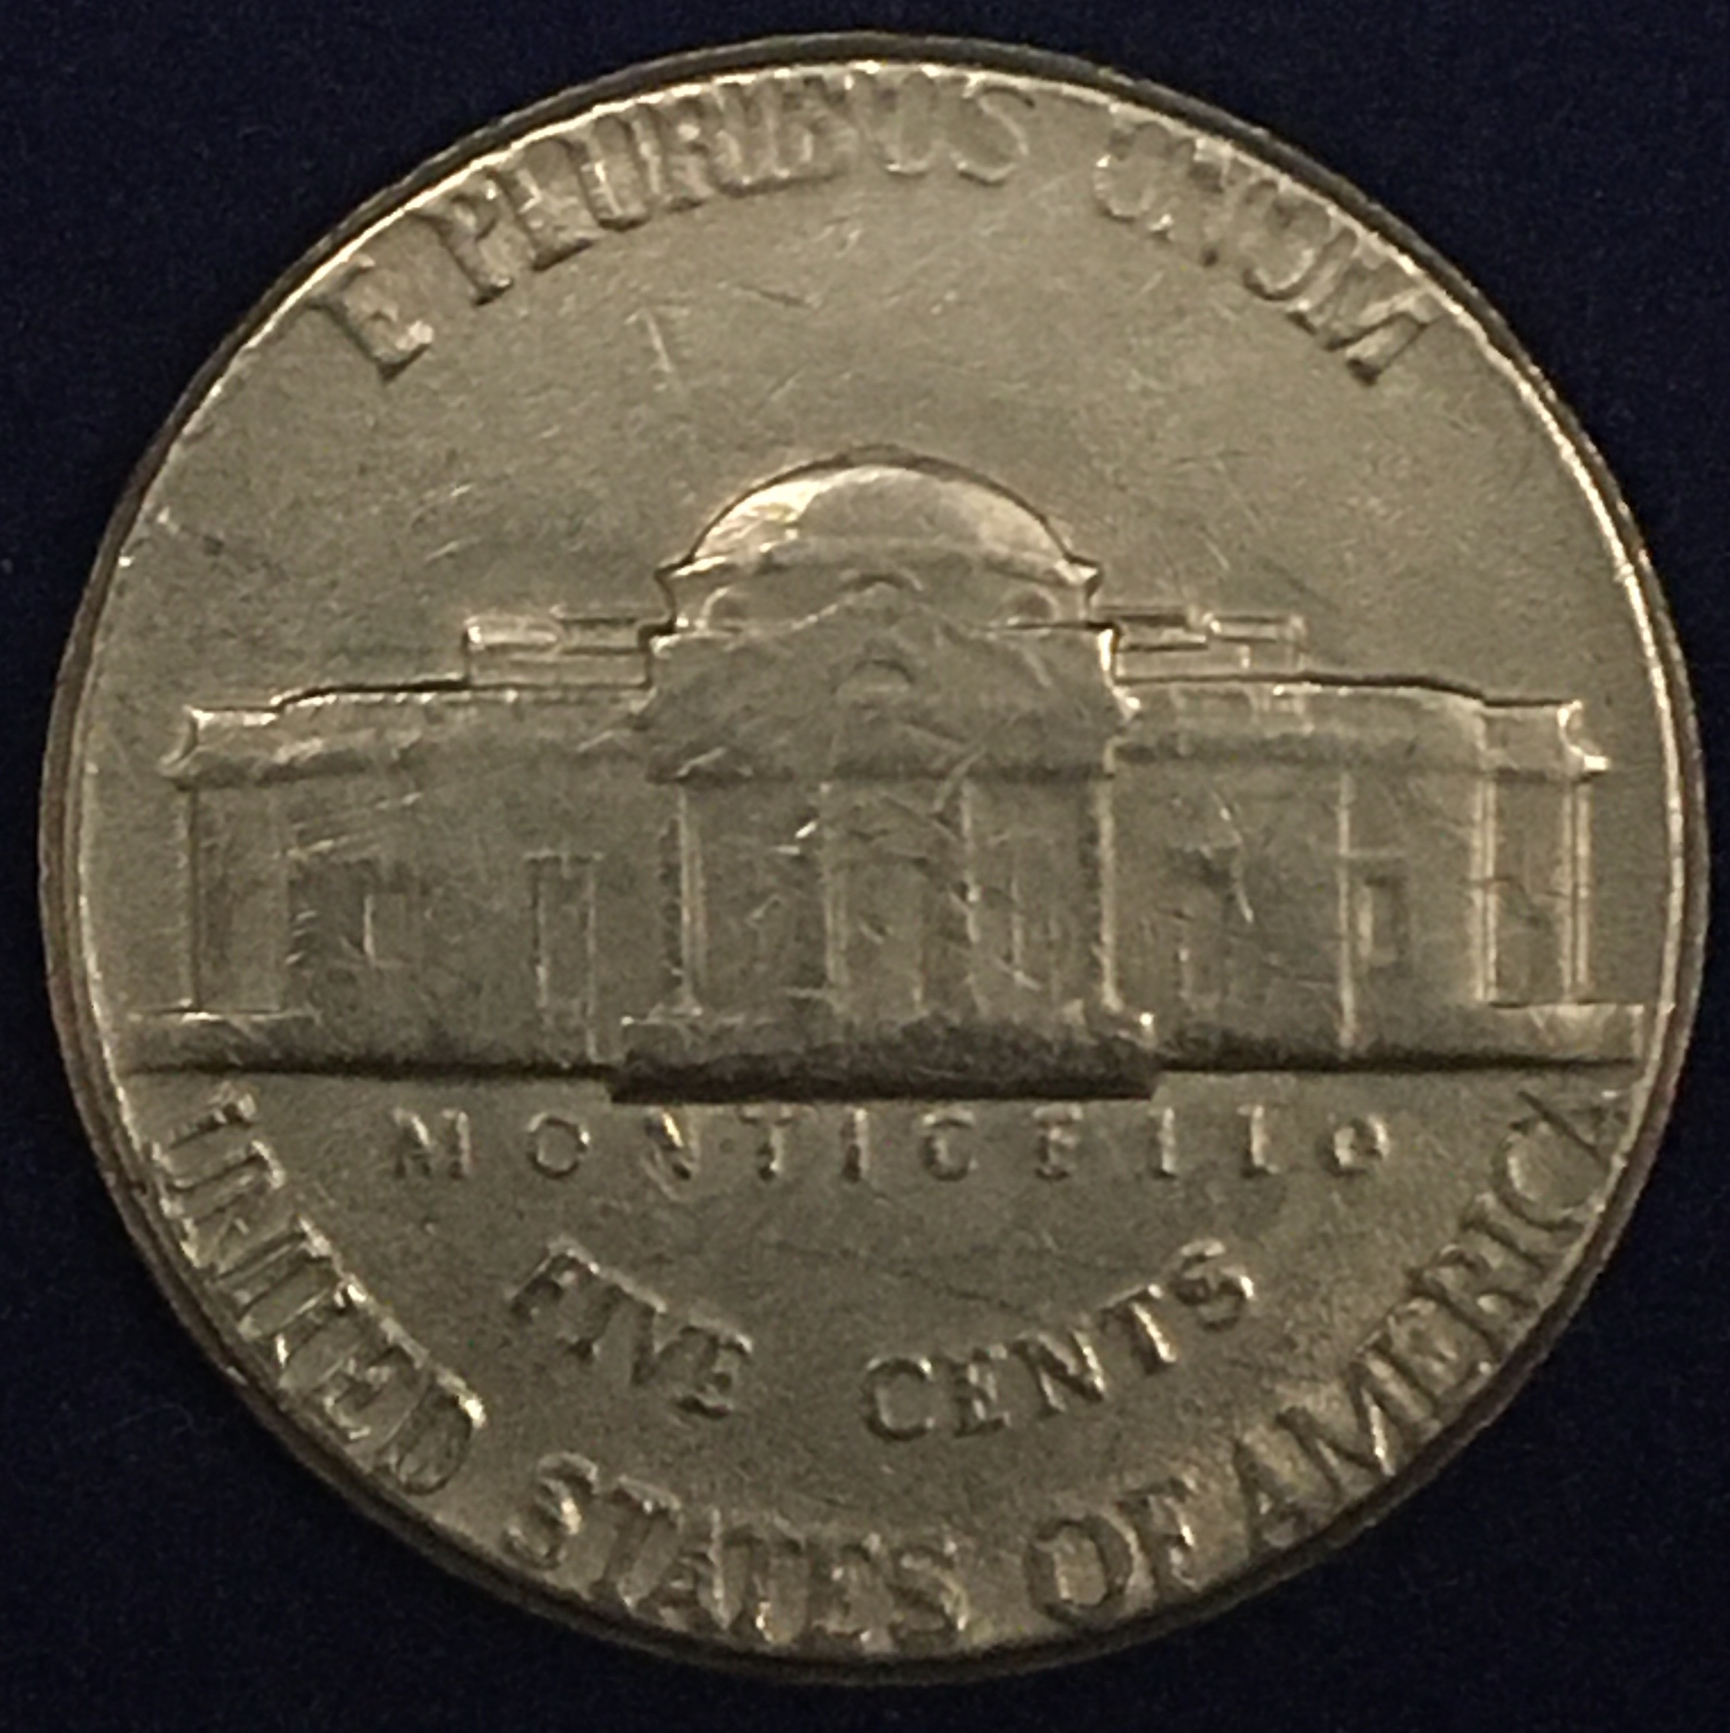 E PLURIBUS UNUM
MONTICELLO
FIVE CENTS
UNITED STATES OF AMERICA